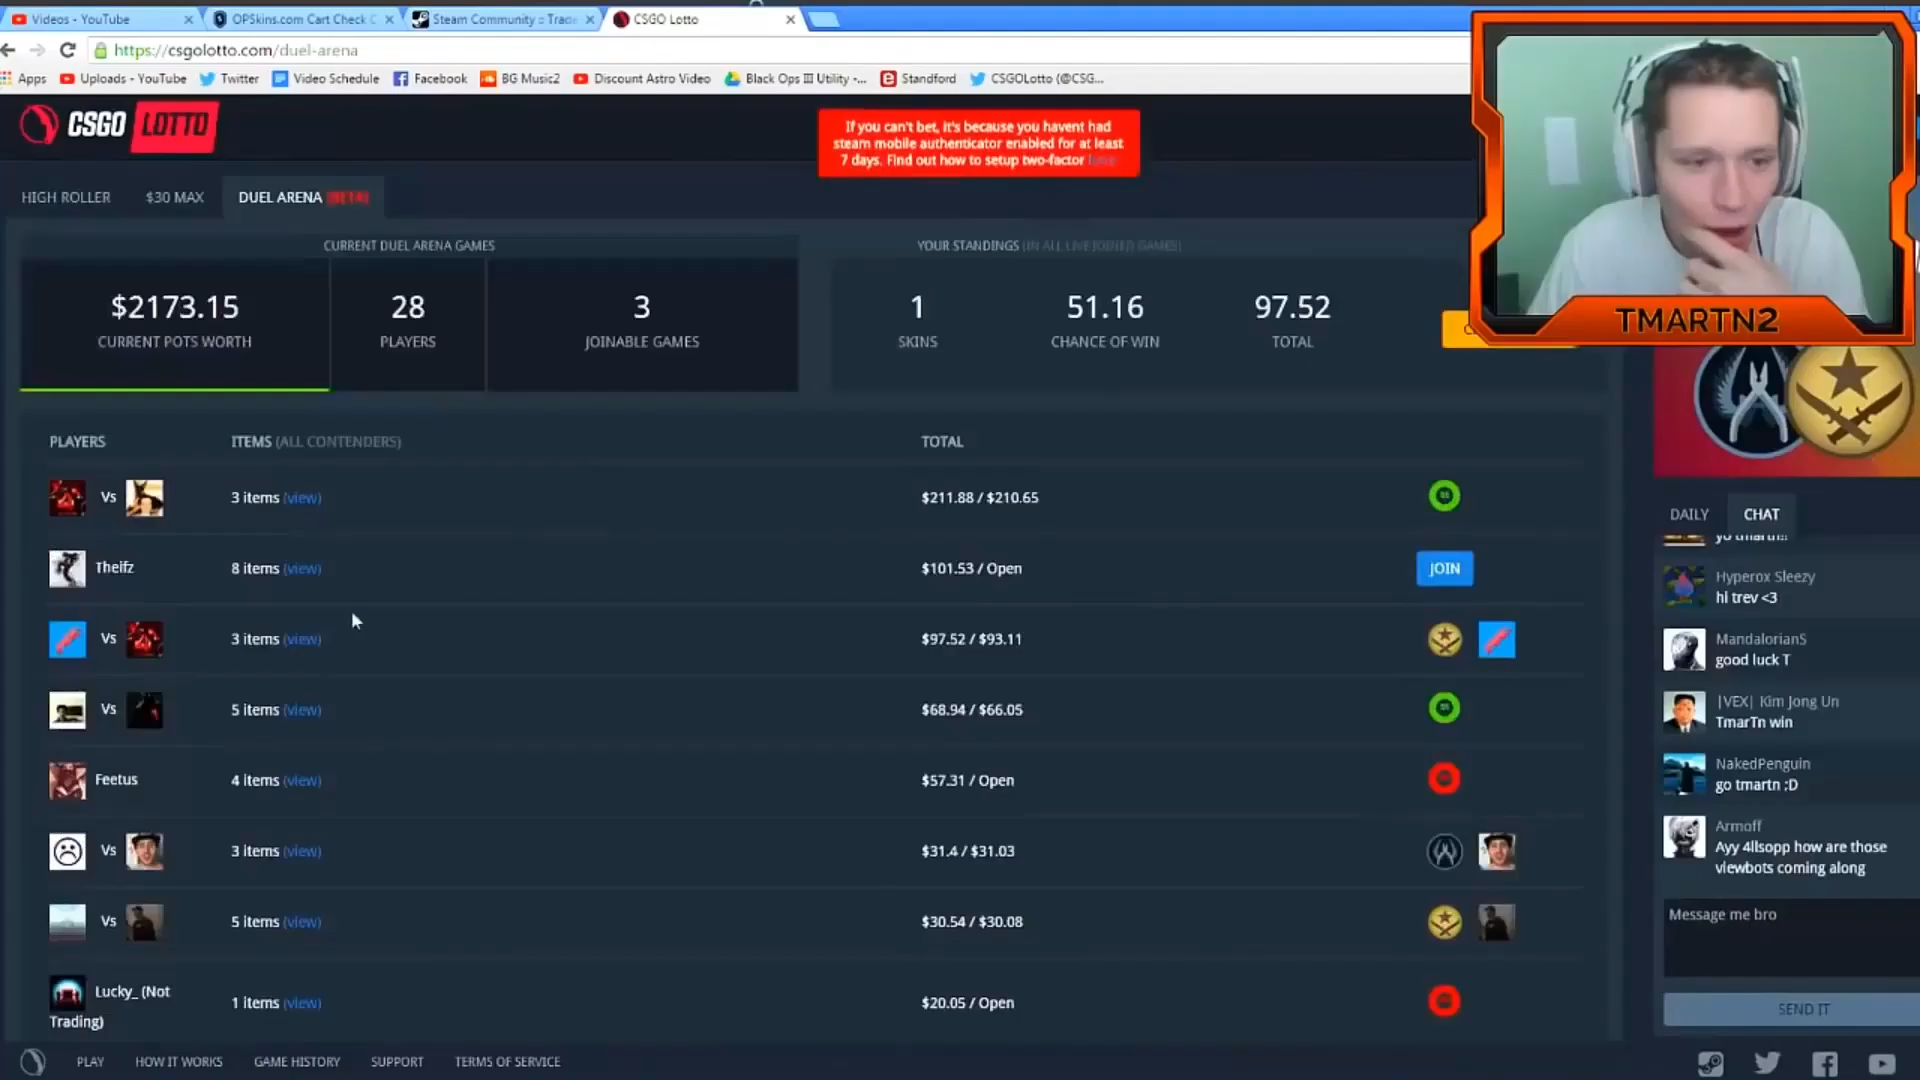 Videos - YouTube
OPSkins.com Cart Check C
Steam Community :: Trade
CSGO Lotto
https://csgolotto.com/duel-arena
Apps
Uploads - YouTube
Twitter
Video Schedule
Facebook
BG Music2
Discount Astro Video
Black Ops III Utility -...
Standford
CSGOLotto (@CSG...
CSGO LOTTO
If you can't bet, it's because you havent had
steam mobile authenticator enabled for at least
7 days. Find out how to setup two-factor here
HIGH ROLLER
$30 MAX
DUEL ARENA (BETA)
TMARTN2
CURRENT DUEL ARENA GAMES
$2173.15
CURRENT POTS WORTH
28
PLAYERS
3
JOINABLE GAMES
YOUR STANDINGS (IN ALL LIVE JOINED GAMES)
1
SKINS
51.16
CHANCE OF WIN
97.52
TOTAL
PLAYERS
ITEMS (ALL CONTENDERS)
TOTAL
Vs
3 items (view)
$211.88 / $210.65
Theifz
8 items (view)
$101.53 / Open
JOIN
Vs
3 items (view)
$97.52 / $93.11
Vs
5 items (view)
$68.94 / $66.05
Feetus
4 items (view)
$57.31 / Open
Vs
3 items (view)
$31.4 / $31.03
Vs
5 items (view)
$30.54 / $30.08
Lucky_ (Not
Trading)
1 items (view)
$20.05 / Open
DAILY
CHAT
yo tmartn!!
Hyperox Sleezy
hI trev <3
MandalorianS
good luck T
|VEX| Kim Jong Un
TmarTn win
NakedPenguin
go tmartn ;D
Armoff
Ayy 4llsopp how are those
viewbots coming along
Message me bro
SEND IT
PLAY
HOW IT WORKS
GAME HISTORY
SUPPORT
TERMS OF SERVICE